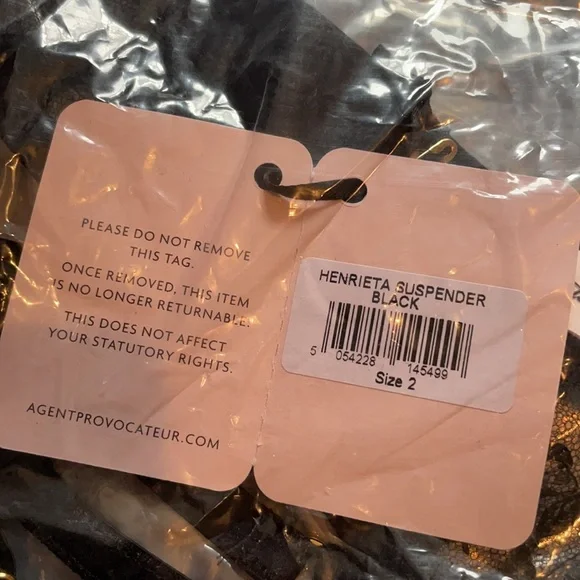 PLEASE DO NOT REMOVE
THIS TAG.
ONCE REMOVED, THIS ITEM
IS NO LONGER RETURNABLE.
THIS DOES NOT AFFECT
YOUR STATUTORY RIGHTS.
AGENTPROVOCATEUR.COM
HENRIETA SUSPENDER
BLACK
5 054228 145499
Size 2